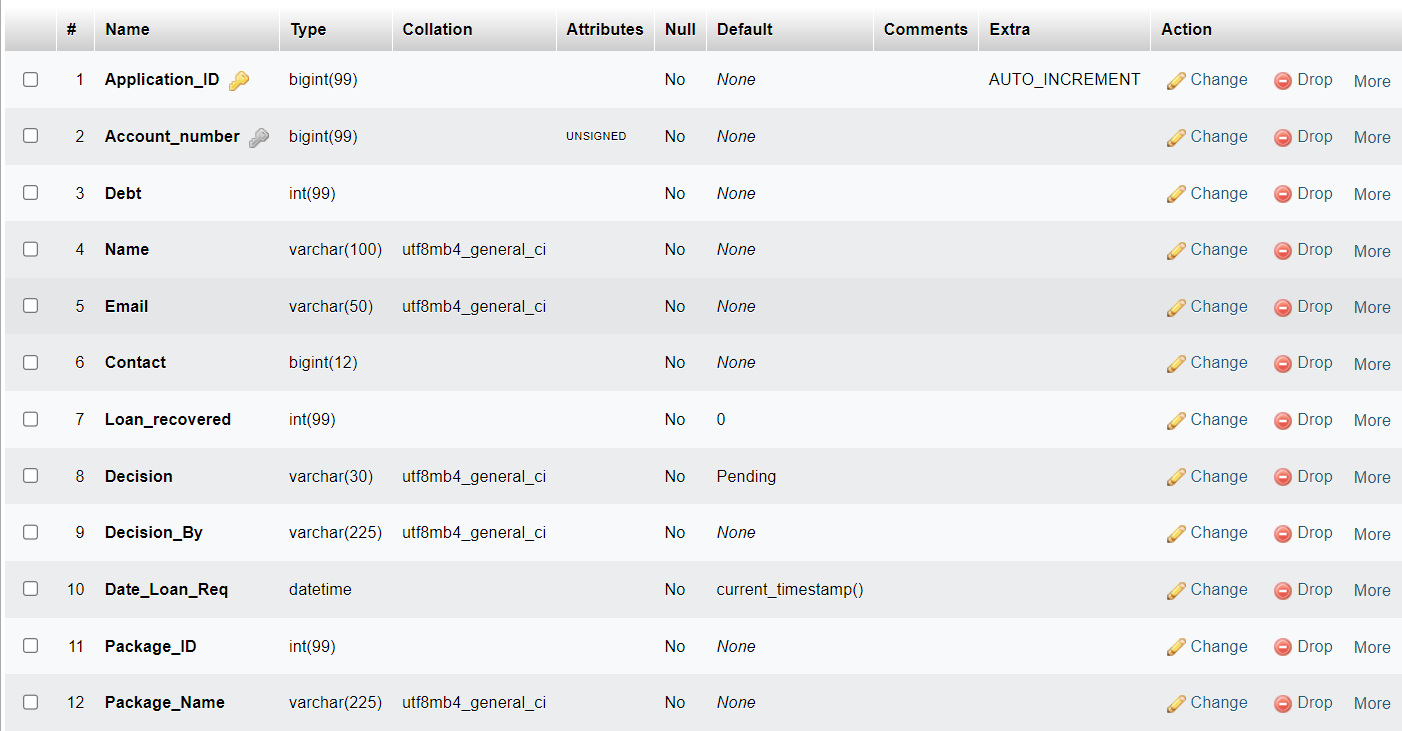 # Name Type Collation Attributes Null Default Comments Extra Action
1 Application_ID bigint(99) No None AUTO_INCREMENT Change Drop More
2 Account_number bigint(99) UNSIGNED No None Change Drop More
3 Debt int(99) No None Change Drop More
4 Name varchar(100) utf8mb4_general_ci No None Change Drop More
5 Email varchar(50) utf8mb4_general_ci No None Change Drop More
6 Contact bigint(12) No None Change Drop More
7 Loan_recovered int(99) No 0 Change Drop More
8 Decision varchar(30) utf8mb4_general_ci No Pending Change Drop More
9 Decision_By varchar(225) utf8mb4_general_ci No None Change Drop More
10 Date_Loan_Req datetime No current_timestamp() Change Drop More
11 Package_ID int(99) No None Change Drop More
12 Package_Name varchar(225) utf8mb4_general_ci No None Change Drop More